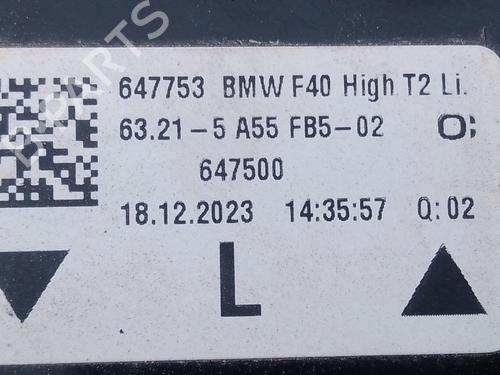 647753 BMW F40 High T2 Li.
63.21-5 A55 FB5-02 O:
647500
18.12.2023 14:35:57 Q:02
L